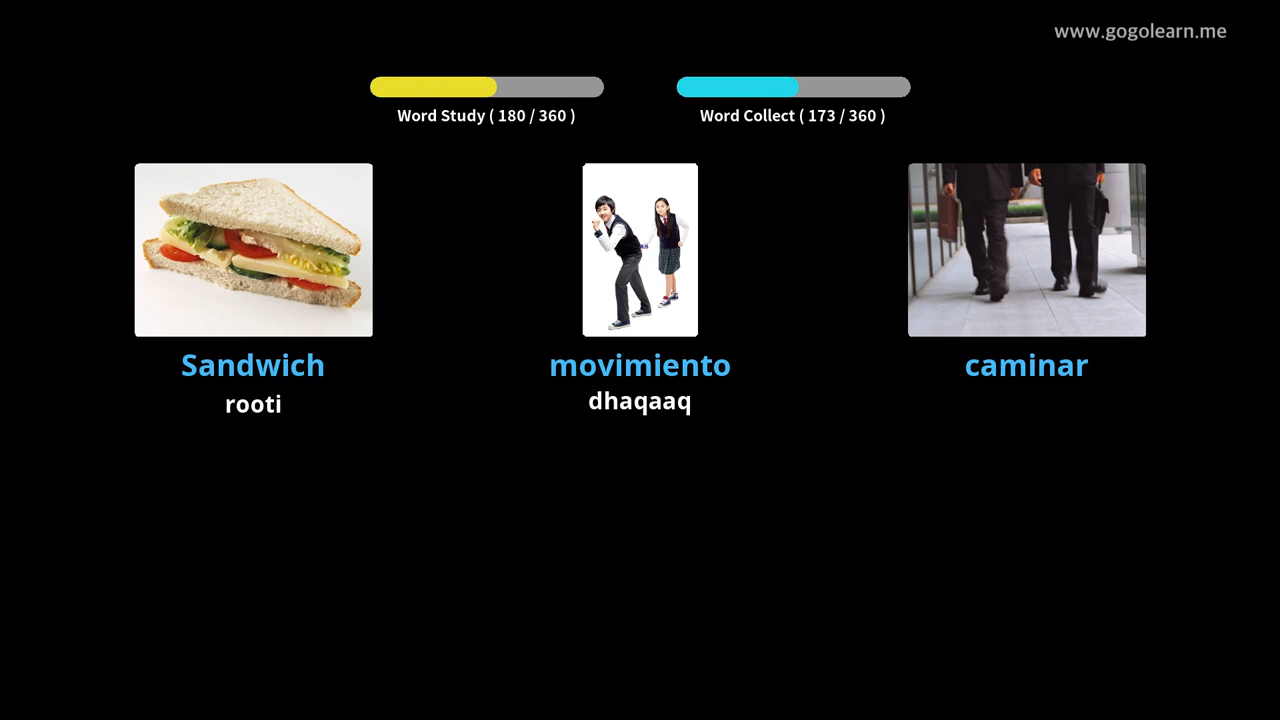 www.gogolearn.me
Word Study ( 180 / 360 )
Word Collect ( 173 / 360 )
Sandwich
rooti
movimiento
dhaqaaq
caminar